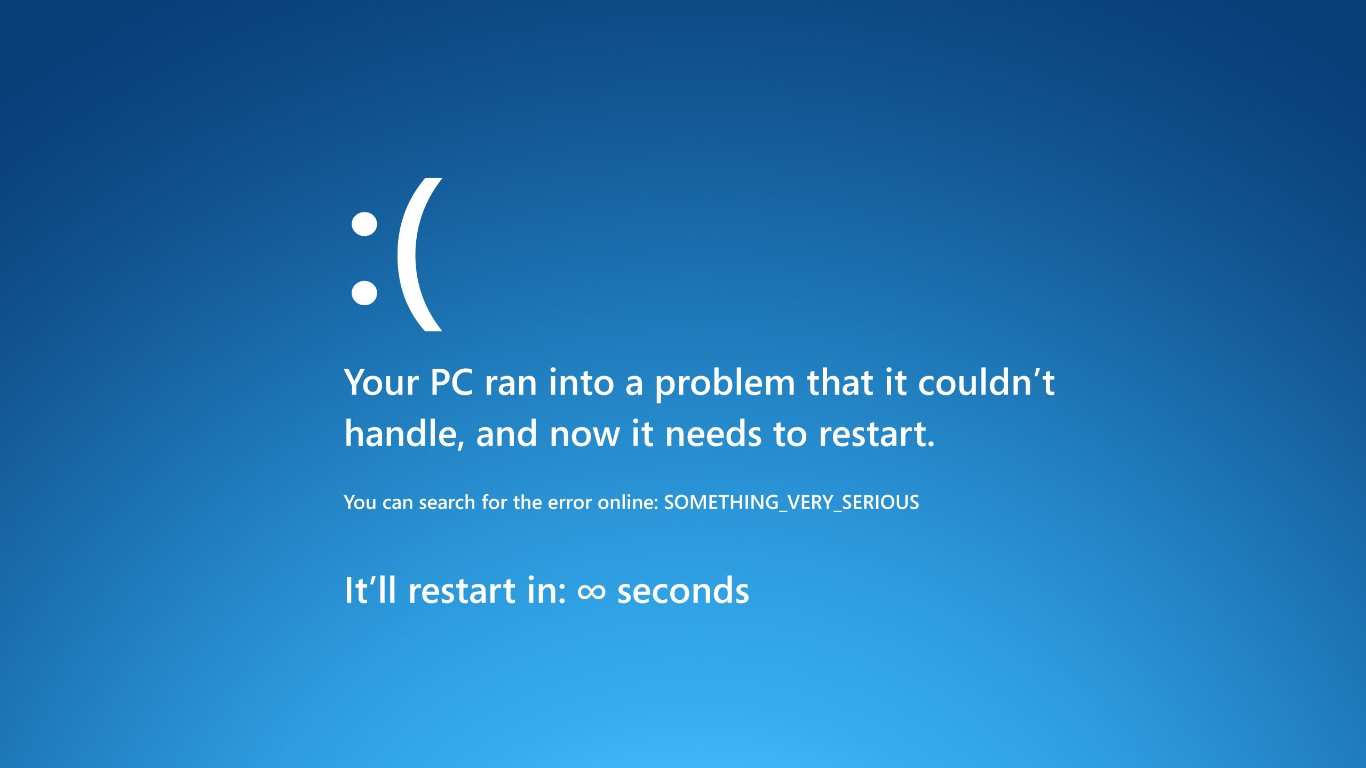 :(
Your PC ran into a problem that it couldn’t
handle, and now it needs to restart.
You can search for the error online: SOMETHING_VERY_SERIOUS
It’ll restart in: ∞ seconds